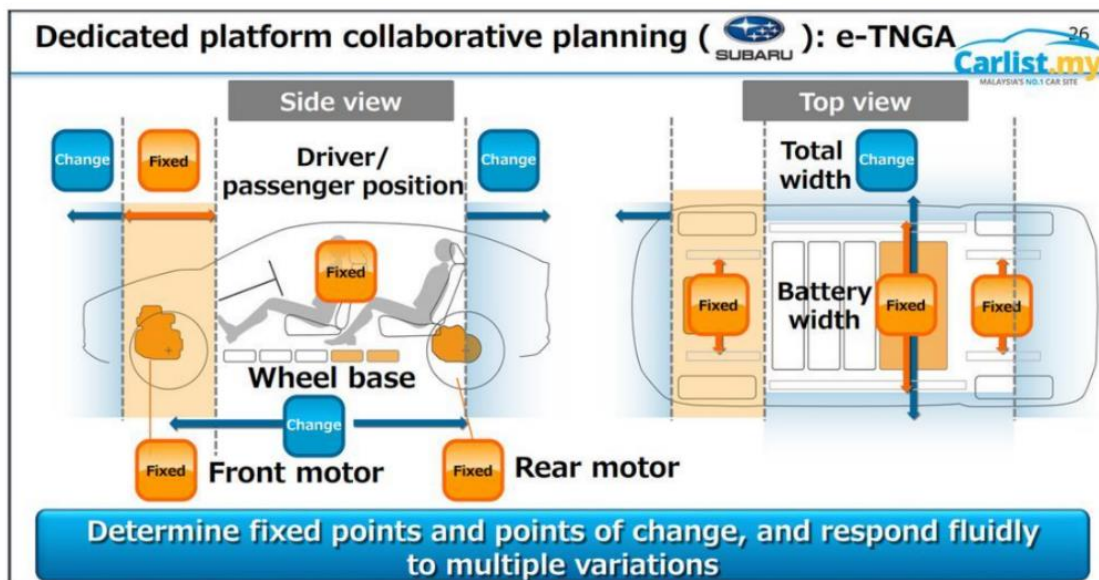 Dedicated platform collaborative planning ( SUBARU ): e-TNGA
26
Carlist.my
MALAYSIA'S NO.1 CAR SITE
Side view
Change
Fixed
Driver/
passenger position
Change
Fixed
Wheel base
Change
Fixed
Front motor
Fixed
Rear motor
Top view
Total
width
Change
Fixed
Battery
width
Fixed
Fixed
Determine fixed points and points of change, and respond fluidly
to multiple variations